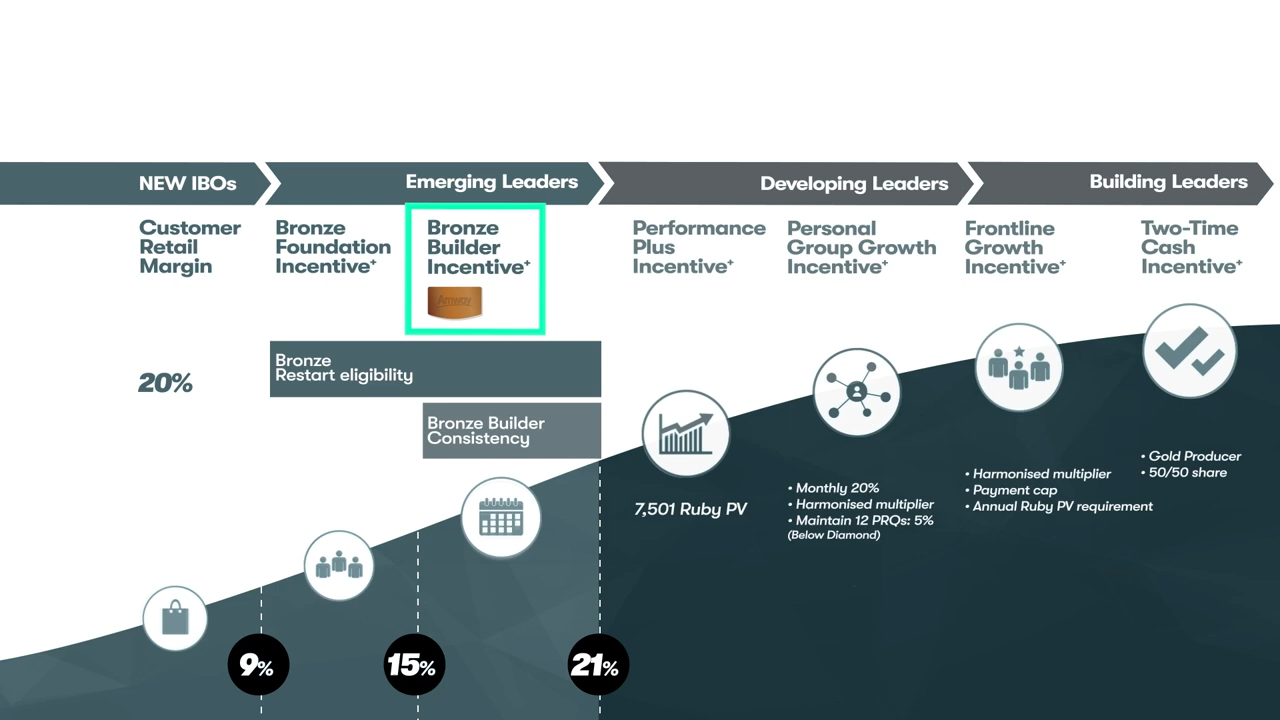 NEW IBOs
Emerging Leaders
Developing Leaders
Building Leaders
Customer
Retail
Margin
Bronze
Foundation
Incentive+
Bronze
Builder
Incentive+
Amway
Performance
Plus
Incentive+
Personal
Group Growth
Incentive+
Frontline
Growth
Incentive+
Two-Time
Cash
Incentive+
20%
Bronze
Restart eligibility
Bronze Builder
Consistency
7,501 Ruby PV
• Monthly 20%
• Harmonised multiplier
• Maintain 12 PRQs: 5%
(Below Diamond)
• Harmonised multiplier
• Payment cap
• Annual Ruby PV requirement
• Gold Producer
• 50/50 share
9%
15%
21%